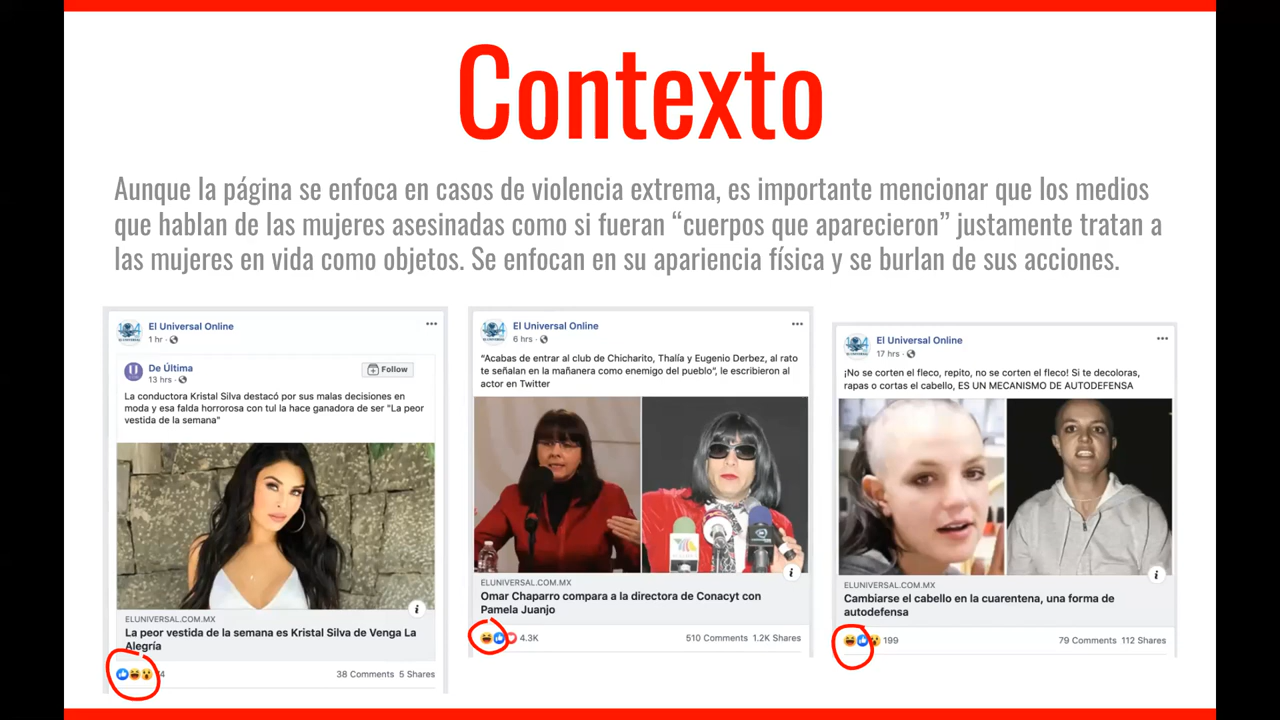 Contexto
Aunque la página se enfoca en casos de violencia extrema, es importante mencionar que los medios
que hablan de las mujeres asesinadas como si fueran “cuerpos que aparecieron” justamente tratan a
las mujeres en vida como objetos. Se enfocan en su apariencia física y se burlan de sus acciones.
El Universal Online
1 hr ·
De Última
13 hrs ·
Follow
La conductora Kristal Silva destacó por sus malas decisiones en
moda y esa falda horrorosa con tul la hace ganadora de ser "La peor
vestida de la semana"
ELUNIVERSAL.COM.MX
La peor vestida de la semana es Kristal Silva de Venga La
Alegría
38 Comments 5 Shares
El Universal Online
6 hrs ·
“Acabas de entrar al club de Chicharito, Thalía y Eugenio Derbez, al rato
te señalan en la mañanera como enemigo del pueblo”, le escribieron al
actor en Twitter
ELUNIVERSAL.COM.MX
Omar Chaparro compara a la directora de Conacyt con
Pamela Juanjo
4.3K
510 Comments 1.2K Shares
El Universal Online
17 hrs ·
¡No se corten el fleco, repito, no se corten el fleco! Si te decoloras,
rapas o cortas el cabello, ES UN MECANISMO DE AUTODEFENSA
ELUNIVERSAL.COM.MX
Cambiarse el cabello en la cuarentena, una forma de
autodefensa
199
79 Comments 112 Shares